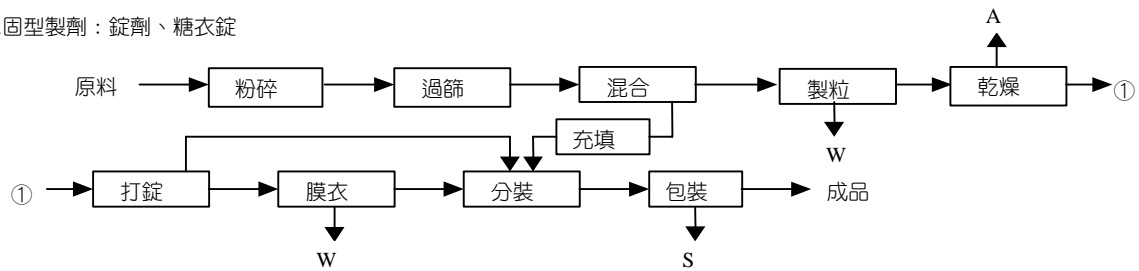 固型製劑：錠劑、糖衣錠
A
原料 粉碎 過篩 混合 製粒 乾燥 ①
充填
W
① 打錠 膜衣 分裝 包裝 成品
W S